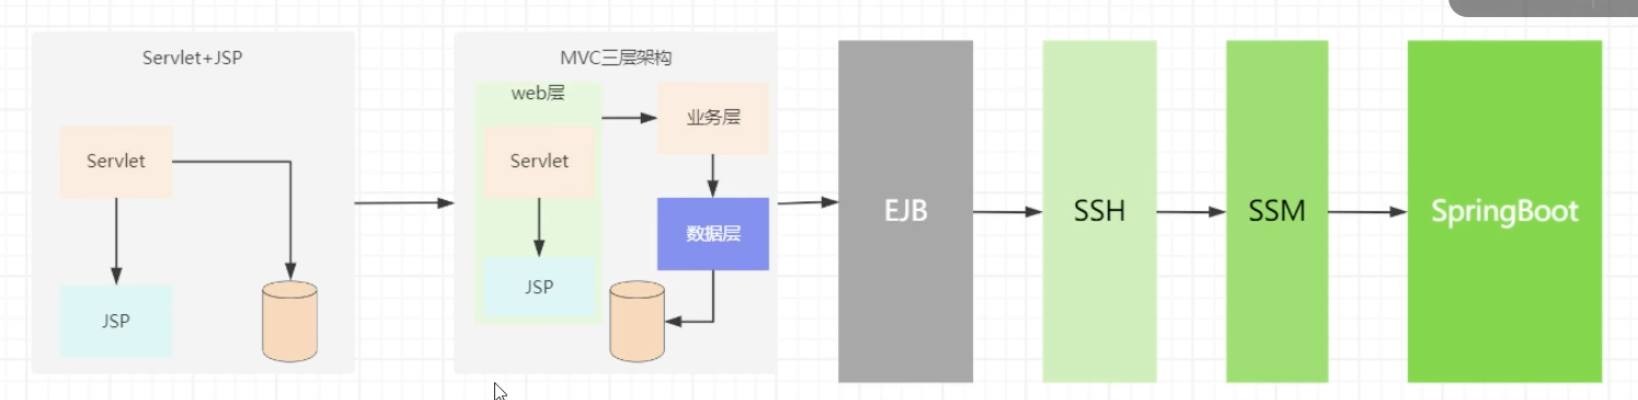 Servlet+JSP
Servlet
JSP
MVC三层架构
web层
Servlet
JSP
业务层
数据层
EJB
SSH
SSM
SpringBoot